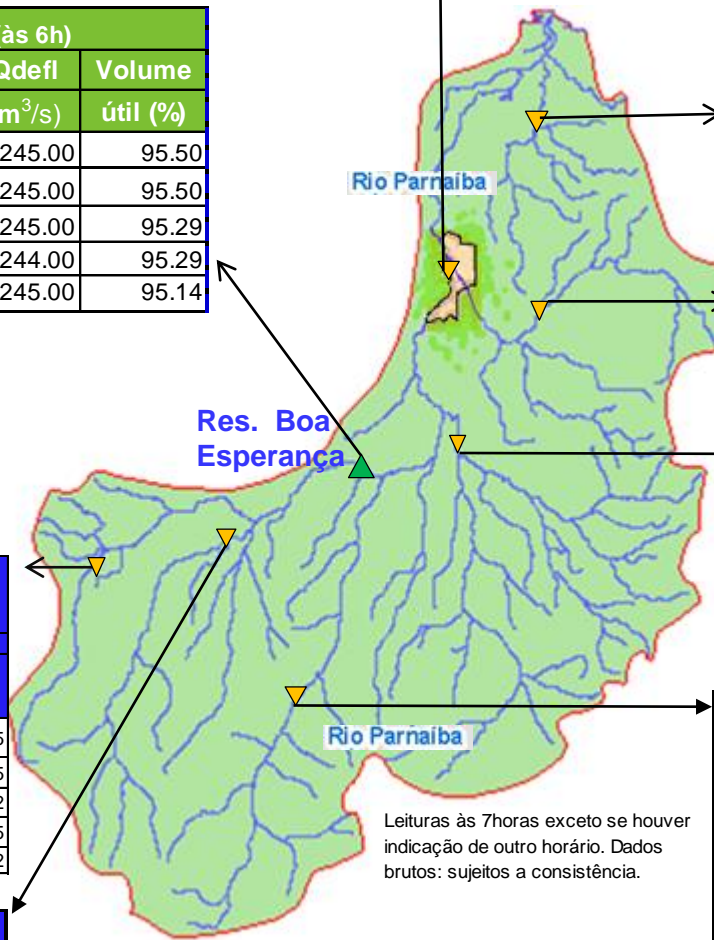 (às 6h)
Qdefl Volume
m³/s) útil (%)
245.00 95.50
245.00 95.50
245.00 95.29
244.00 95.29
245.00 95.14
Rio Parnaíba
Res. Boa
Esperança
Rio Parnaíba
Leituras às 7horas exceto se houver
indicação de outro horário. Dados
brutos: sujeitos a consistência.